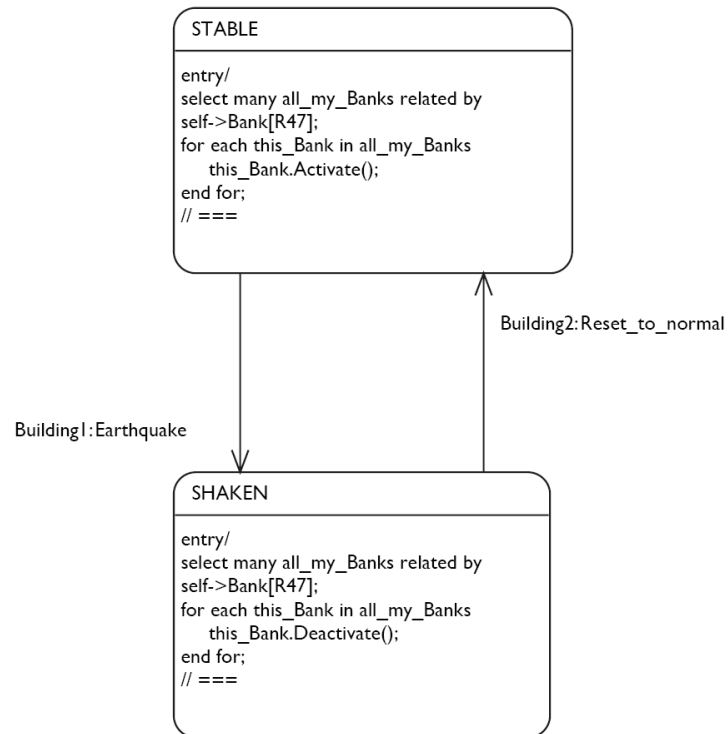 STABLE
entry/
select many all_my_Banks related by
self->Bank[R47];
for each this_Bank in all_my_Banks
this_Bank.Activate();
end for;
// ===
Building2:Reset_to_normal
Building1:Earthquake
SHAKEN
entry/
select many all_my_Banks related by
self->Bank[R47];
for each this_Bank in all_my_Banks
this_Bank.Deactivate();
end for;
// ===